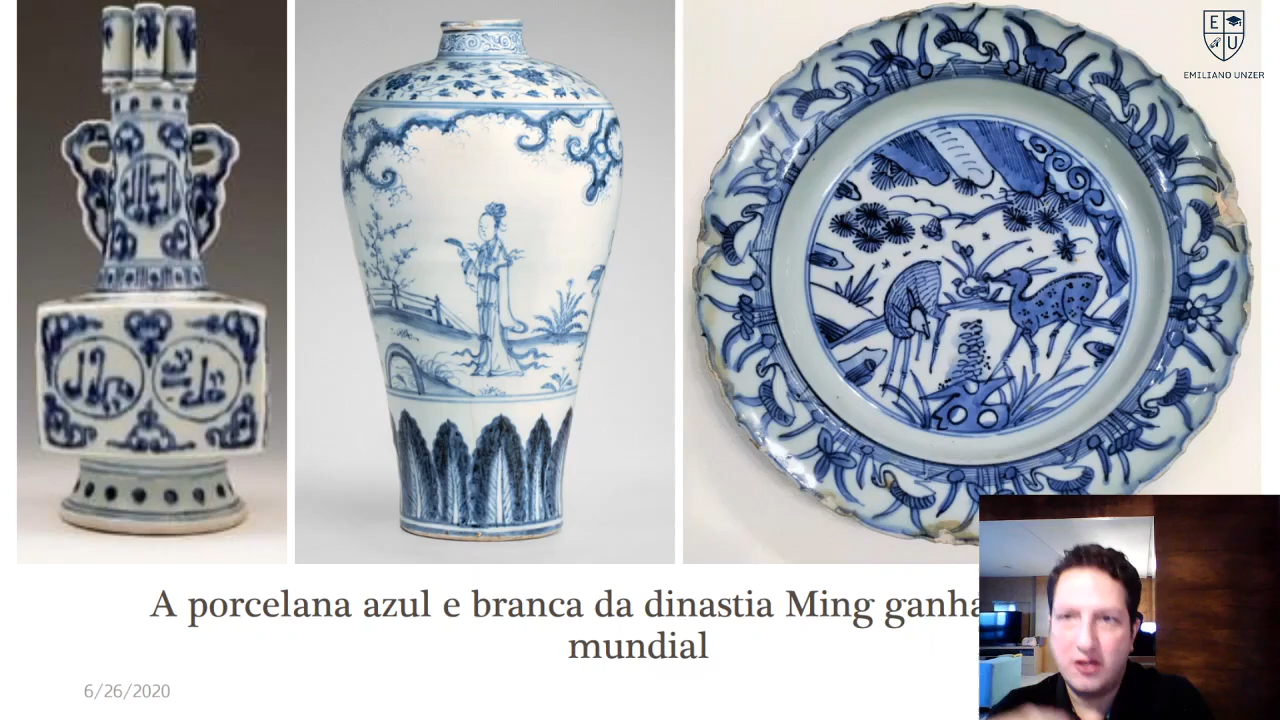 E U
EMILIANO UNZER
A porcelana azul e branca da dinastia Ming ganha
mundial
6/26/2020